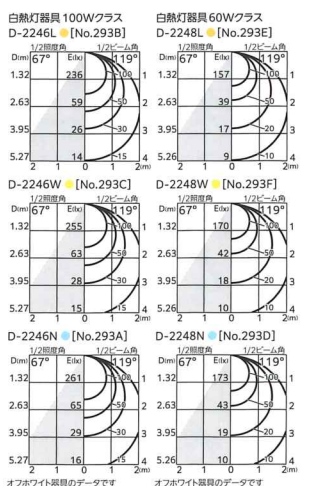 白熱灯器具100Wクラス
D-2246L [No.293B]
1/2照度角 1/2ビーム角
D(m) 67° E(lx) 119°
1.32 236 100 1
2.63 59 50 2
3.95 26 30 3
5.27 14 15 4
2 1 0 1 2(m)
白熱灯器具60Wクラス
D-2248L [No.293E]
1/2照度角 1/2ビーム角
D(m) 67° E(lx) 119°
1.32 157 100 1
2.63 39 50 2
3.95 17 20 3
5.27 9 10 4
2 1 0 1 2(m)
D-2246W [No.293C]
1/2照度角 1/2ビーム角
D(m) 67° E(lx) 119°
1.32 255 100 1
2.63 63 50 2
3.95 28 30 3
5.26 15 15 4
2 1 0 1 2(m)
D-2248W [No.293F]
1/2照度角 1/2ビーム角
D(m) 67° E(lx) 119°
1.32 170 100 1
2.63 42 50 2
3.95 18 20 3
5.26 10 10 4
2 1 0 1 2(m)
D-2246N [No.293A]
1/2照度角 1/2ビーム角
D(m) 67° E(lx) 119°
1.32 261 100 1
2.63 65 50 2
3.95 29 30 3
5.27 16 15 4
2 1 0 1 2(m)
オフホワイト器具のデータです
D-2248N [No.293D]
1/2照度角 1/2ビーム角
D(m) 67° E(lx) 119°
1.32 173 100 1
2.63 43 50 2
3.95 19 20 3
5.27 10 10 4
2 1 0 1 2(m)
オフホワイト器具のデータです